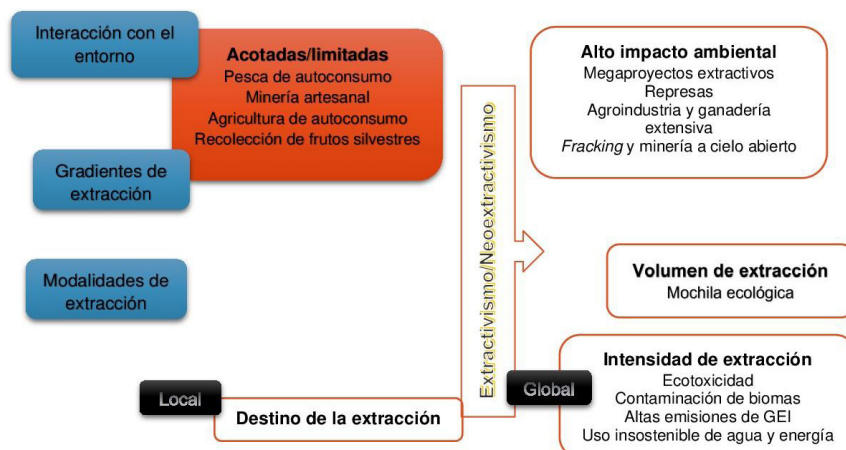 Interacción con el
entorno
Acotadas/limitadas
Pesca de autoconsumo
Minería artesanal
Agricultura de autoconsumo
Recolección de frutos silvestres
Gradientes de
extracción
Modalidades de
extracción
Local
Destino de la extracción
Extractivismo/Neoextractivismo
Alto impacto ambiental
Megaproyectos extractivos
Represas
Agroindustria y ganadería
extensiva
Fracking y minería a cielo abierto
Volumen de extracción
Mochila ecológica
Global
Intensidad de extracción
Ecotoxicidad
Contaminación de biomas
Altas emisiones de GEI
Uso insostenible de agua y energía